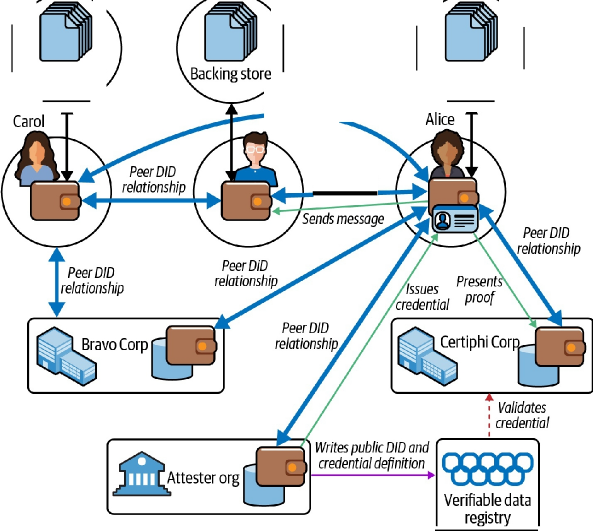 Backing store
Carol
Alice
Peer DID
relationship
Sends message
Peer DID
relationship
Peer DID
relationship
Peer DiD
relationship
Issues
credential
Presents
proof
Peer DID
relationship
Bravo Corp
Certiphi Corp
Validates
credential
Attester org
Writes public DID and
credential definition
Verifiable data
registry